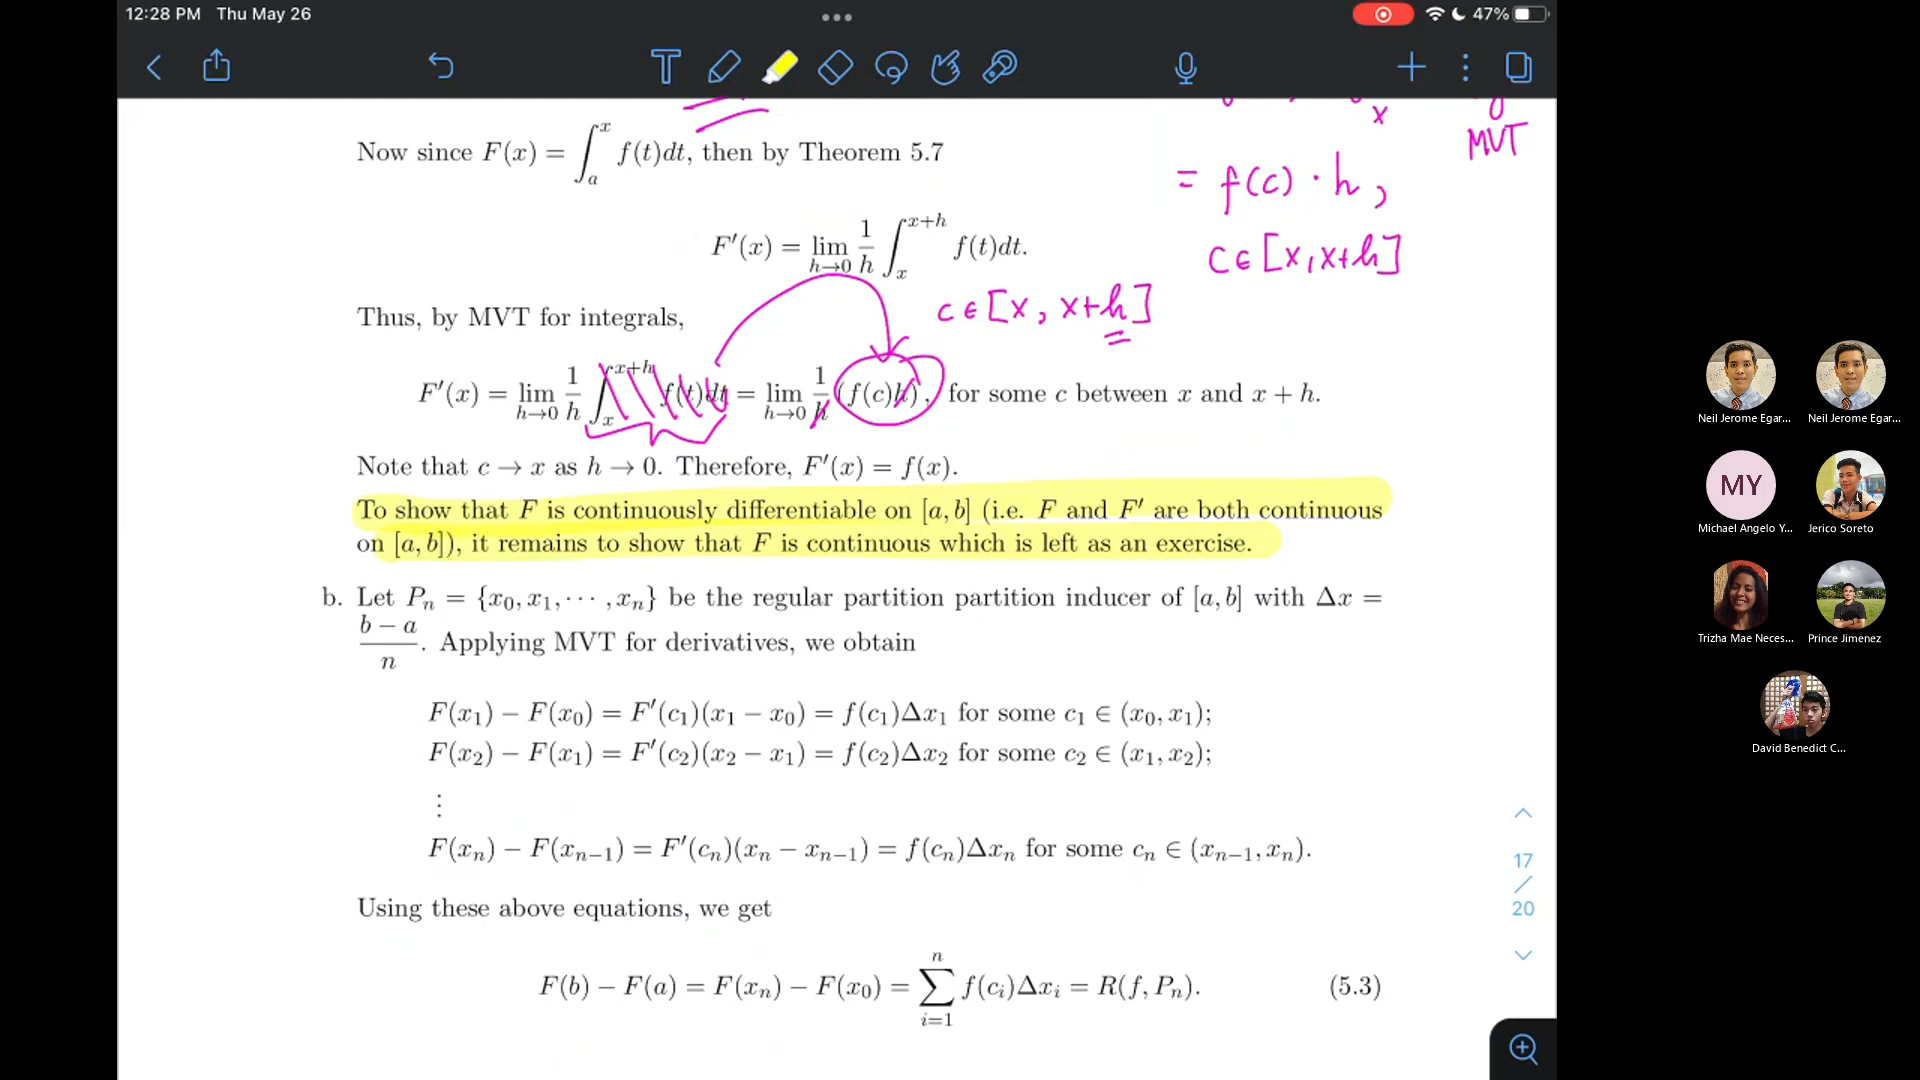 12:28 PM Thu May 26
47%
x
MVT
Now since F(x) = ∫_a^x f(t)dt, then by Theorem 5.7
= f(c) · h,
c ∈ [x, x+h]
F′(x) = lim_{h→0} 1/h ∫_x^{x+h} f(t)dt.
c ∈ [x, x+h]
Thus, by MVT for integrals,
F′(x) = lim_{h→0} 1/h ∫_x^{x+h} f(t)dt = lim_{h→0} 1/h (f(c)h), for some c between x and x + h.
Note that c → x as h → 0. Therefore, F′(x) = f(x).
To show that F is continuously differentiable on [a, b] (i.e. F and F′ are both continuous
on [a, b]), it remains to show that F is continuous which is left as an exercise.
b. Let P_n = {x_0, x_1, ··· , x_n} be the regular partition partition inducer of [a, b] with Δx =
(b − a)/n. Applying MVT for derivatives, we obtain
F(x_1) − F(x_0) = F′(c_1)(x_1 − x_0) = f(c_1)Δx_1 for some c_1 ∈ (x_0, x_1);
F(x_2) − F(x_1) = F′(c_2)(x_2 − x_1) = f(c_2)Δx_2 for some c_2 ∈ (x_1, x_2);
⋮
F(x_n) − F(x_{n−1}) = F′(c_n)(x_n − x_{n−1}) = f(c_n)Δx_n for some c_n ∈ (x_{n−1}, x_n).
Using these above equations, we get
F(b) − F(a) = F(x_n) − F(x_0) = ∑_{i=1}^n f(c_i)Δx_i = R(f, P_n). (5.3)
17
/
20
Neil Jerome Egar... Neil Jerome Egar...
MY
Michael Angelo Y... Jerico Soreto
Trizha Mae Neces... Prince Jimenez
David Benedict C...